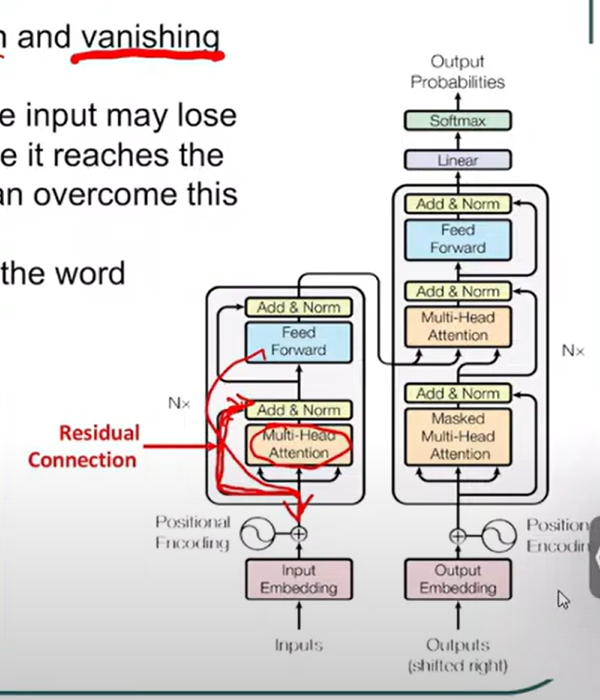 n and vanishing
e input may lose
e it reaches the
an overcome this
the word
Output
Probabilities
Softmax
Linear
Add & Norm
Feed
Forward
Add & Norm
Multi-Head
Attention
Nx
Add & Norm
Masked
Multi-Head
Attention
Add & Norm
Feed
Forward
Nx
Add & Norm
Multi-Head
Attention
Residual
Connection
Positional
Encoding
Input
Embedding
Inputs
Position
Encodin
Output
Embedding
Outputs
(shifted right)